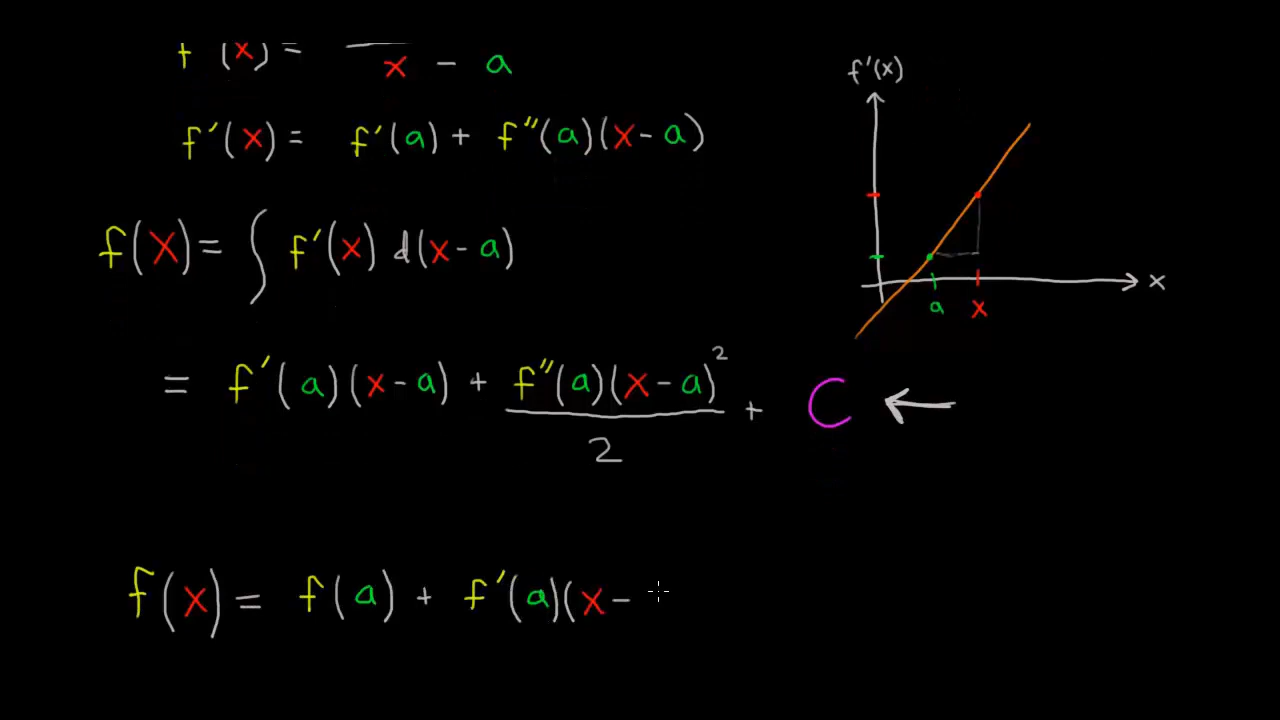 f'(x) = ― x - a
f'(x) = f'(a) + f''(a)(x-a)
f(x) = ∫ f'(x) d(x-a)
= f'(a)(x-a) + f''(a)(x-a)² / 2 + C ←
f(x) = f(a) + f'(a)(x-
f'(x)
x
a x